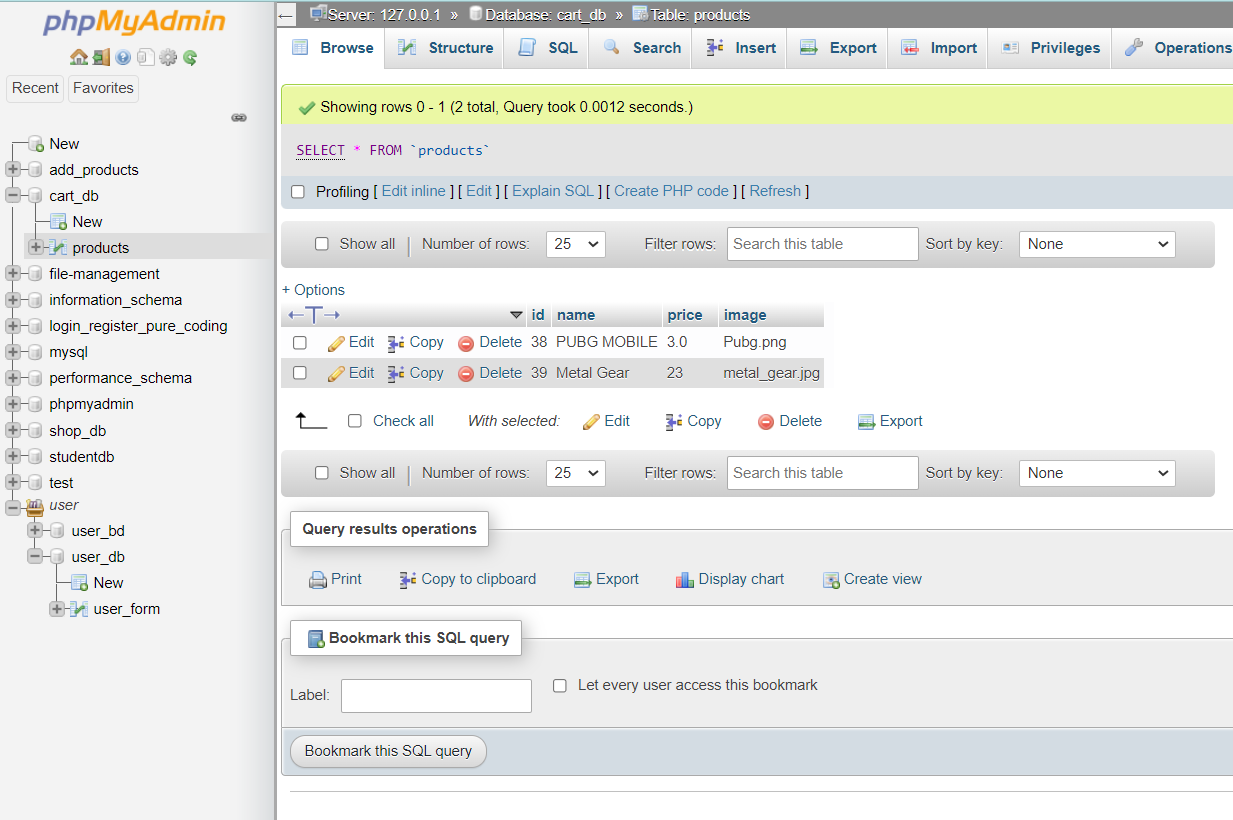 phpMyAdmin
Recent Favorites
New
add_products
cart_db
New
products
file-management
information_schema
login_register_pure_coding
mysql
performance_schema
phpmyadmin
shop_db
studentdb
test
user
user_bd
user_db
New
user_form
Server: 127.0.0.1 » Database: cart_db » Table: products
Browse Structure SQL Search Insert Export Import Privileges Operations
Showing rows 0 - 1 (2 total, Query took 0.0012 seconds.)
SELECT * FROM `products`
Profiling [ Edit inline ] [ Edit ] [ Explain SQL ] [ Create PHP code ] [ Refresh ]
Show all | Number of rows: 25 Filter rows: Search this table Sort by key: None
+ Options
←T→ id name price image
Edit Copy Delete 38 PUBG MOBILE 3.0 Pubg.png
Edit Copy Delete 39 Metal Gear 23 metal_gear.jpg
Check all With selected: Edit Copy Delete Export
Show all | Number of rows: 25 Filter rows: Search this table Sort by key: None
Query results operations
Print Copy to clipboard Export Display chart Create view
Bookmark this SQL query
Label: Let every user access this bookmark
Bookmark this SQL query